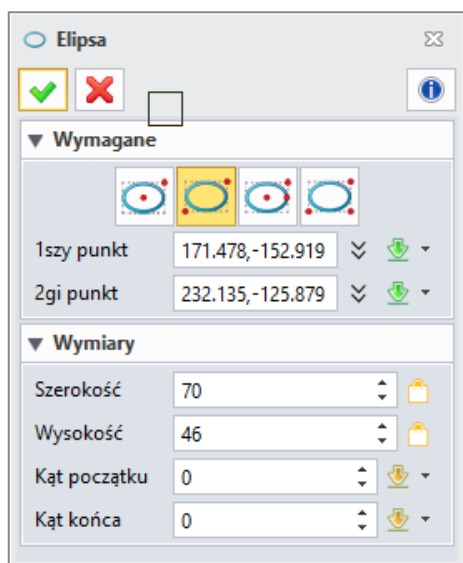 Elipsa
Wymagane
1szy punkt 171.478,-152.919
2gi punkt 232.135,-125.879
Wymiary
Szerokość 70
Wysokość 46
Kąt początku 0
Kąt końca 0